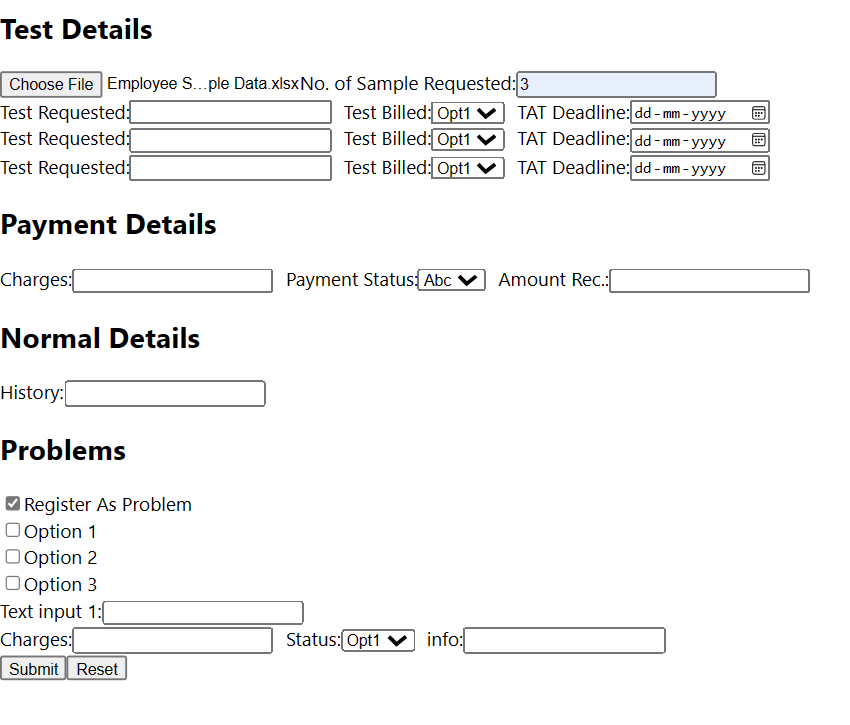 Test Details
Choose File Employee S...ple Data.xlsxNo. of Sample Requested:3
Test Requested: Test Billed:Opt1 TAT Deadline:dd-mm-yyyy
Test Requested: Test Billed:Opt1 TAT Deadline:dd-mm-yyyy
Test Requested: Test Billed:Opt1 TAT Deadline:dd-mm-yyyy
Payment Details
Charges: Payment Status:Abc Amount Rec.:
Normal Details
History:
Problems
Register As Problem
Option 1
Option 2
Option 3
Text input 1:
Charges: Status:Opt1 info:
Submit Reset